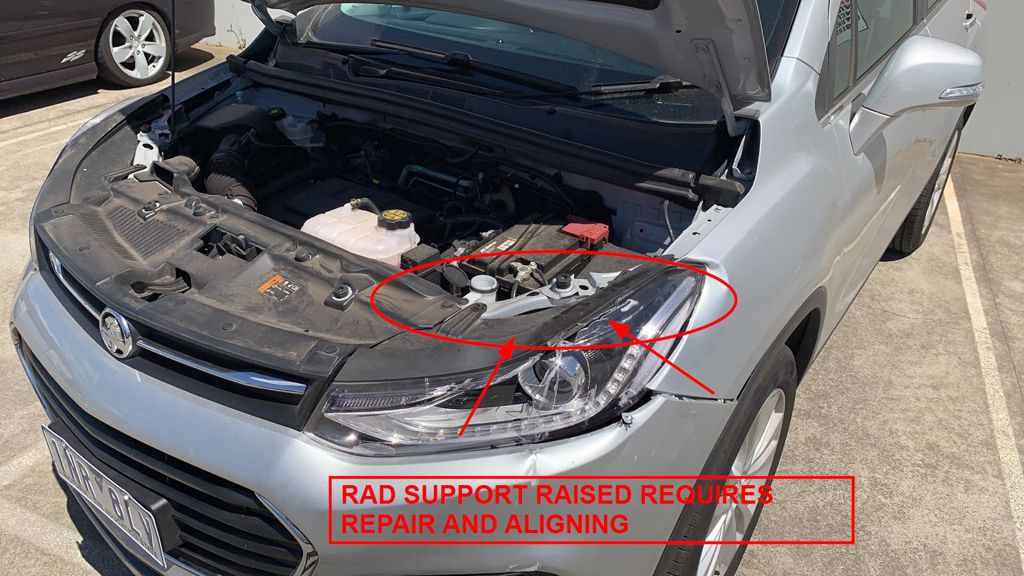 RAD SUPPORT RAISED REQUIRES
REPAIR AND ALIGNING